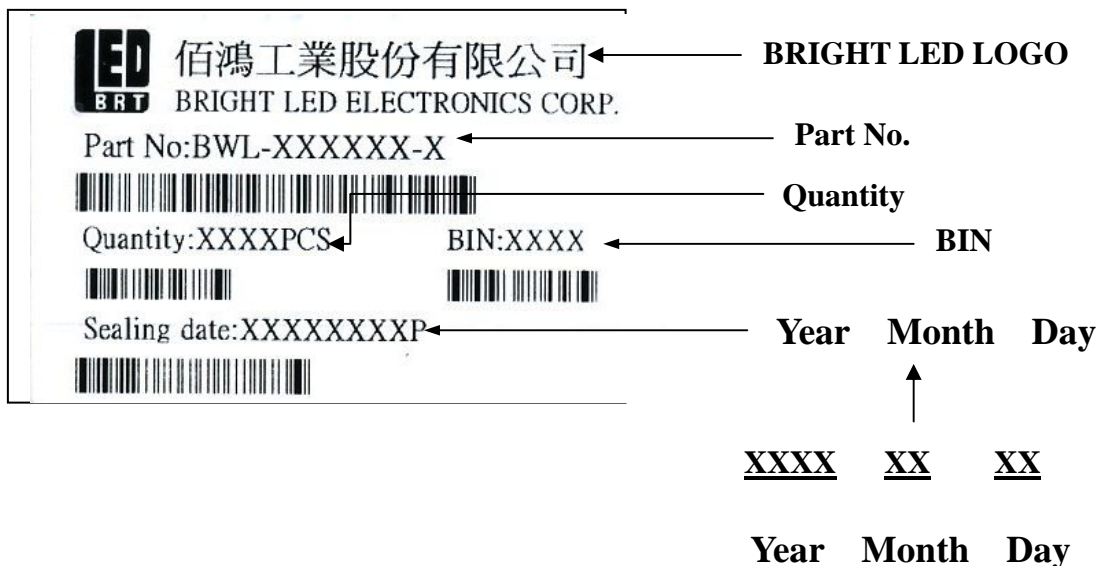 LED 佰鴻工業股份有限公司 BRIGHT LED LOGO
BRT BRIGHT LED ELECTRONICS CORP.
Part No:BWL-XXXXXX-X Part No.
Quantity
Quantity:XXXXPCS BIN:XXXX BIN
Sealing date:XXXXXXXXP Year Month Day
XXXX XX XX
Year Month Day